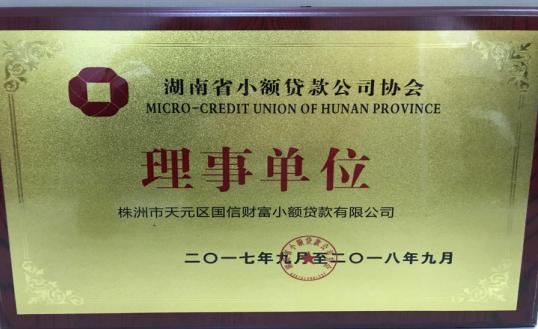 湖南省小额贷款公司协会
MICRO-CREDIT UNION OF HUNAN PROVINCE
理事单位
株洲市天元区国信财富小额贷款有限公司
二〇一七年九月至二〇一八年九月